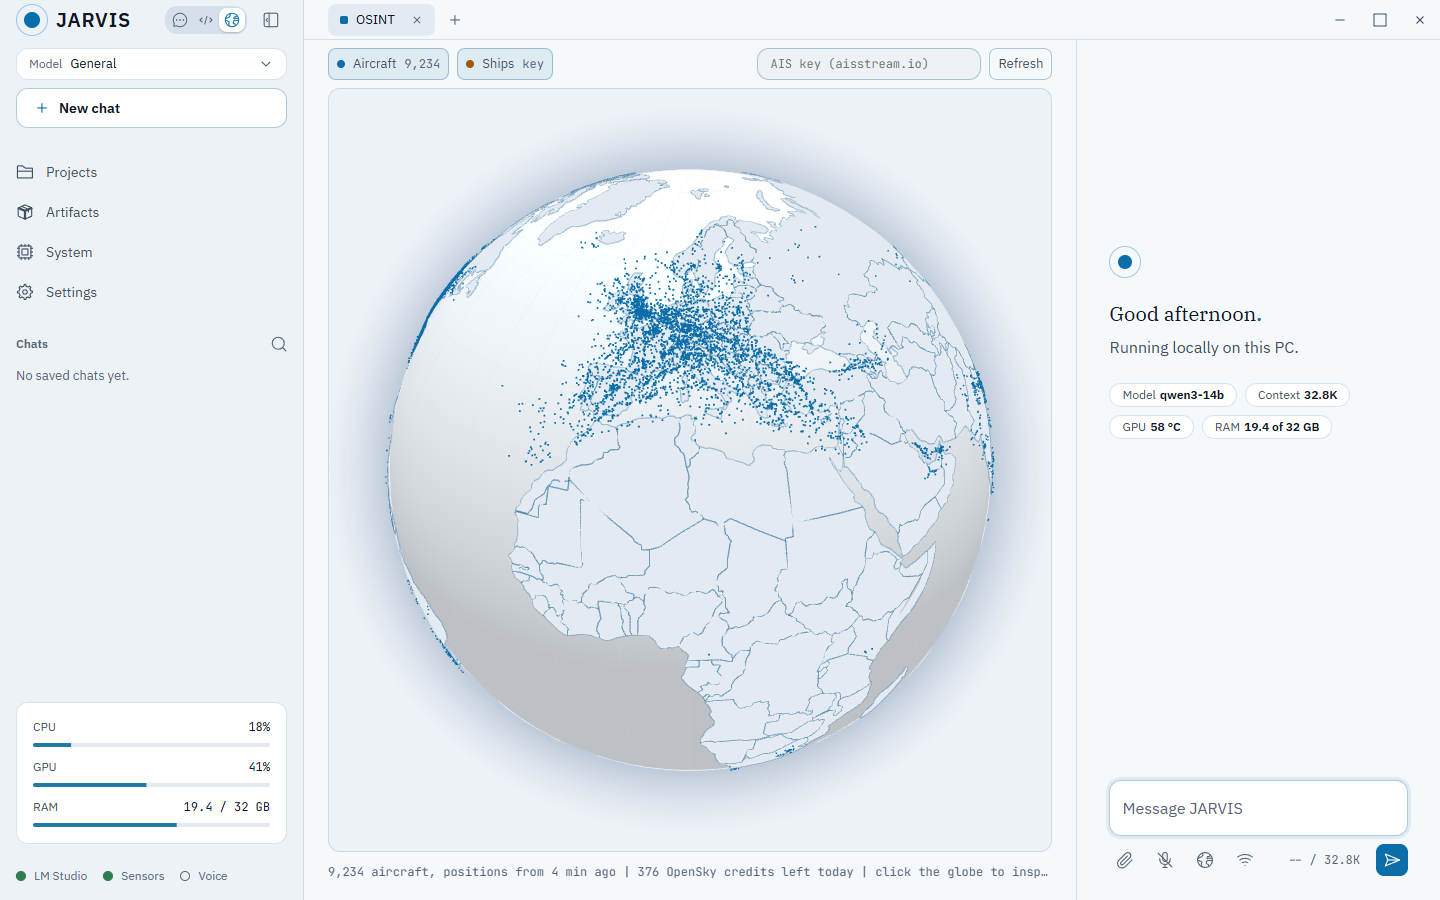 JARVIS
Model General
New chat
Projects
Artifacts
System
Settings
Chats
No saved chats yet.
CPU 18%
GPU 41%
RAM 19.4 / 32 GB
LM Studio Sensors Voice
OSINT
Aircraft 9,234 Ships key AIS key (aisstream.io) Refresh
9,234 aircraft, positions from 4 min ago | 376 OpenSky credits left today | click the globe to insp…
Good afternoon.
Running locally on this PC.
Model qwen3-14b Context 32.8K
GPU 58 °C RAM 19.4 of 32 GB
Message JARVIS
-- / 32.8K